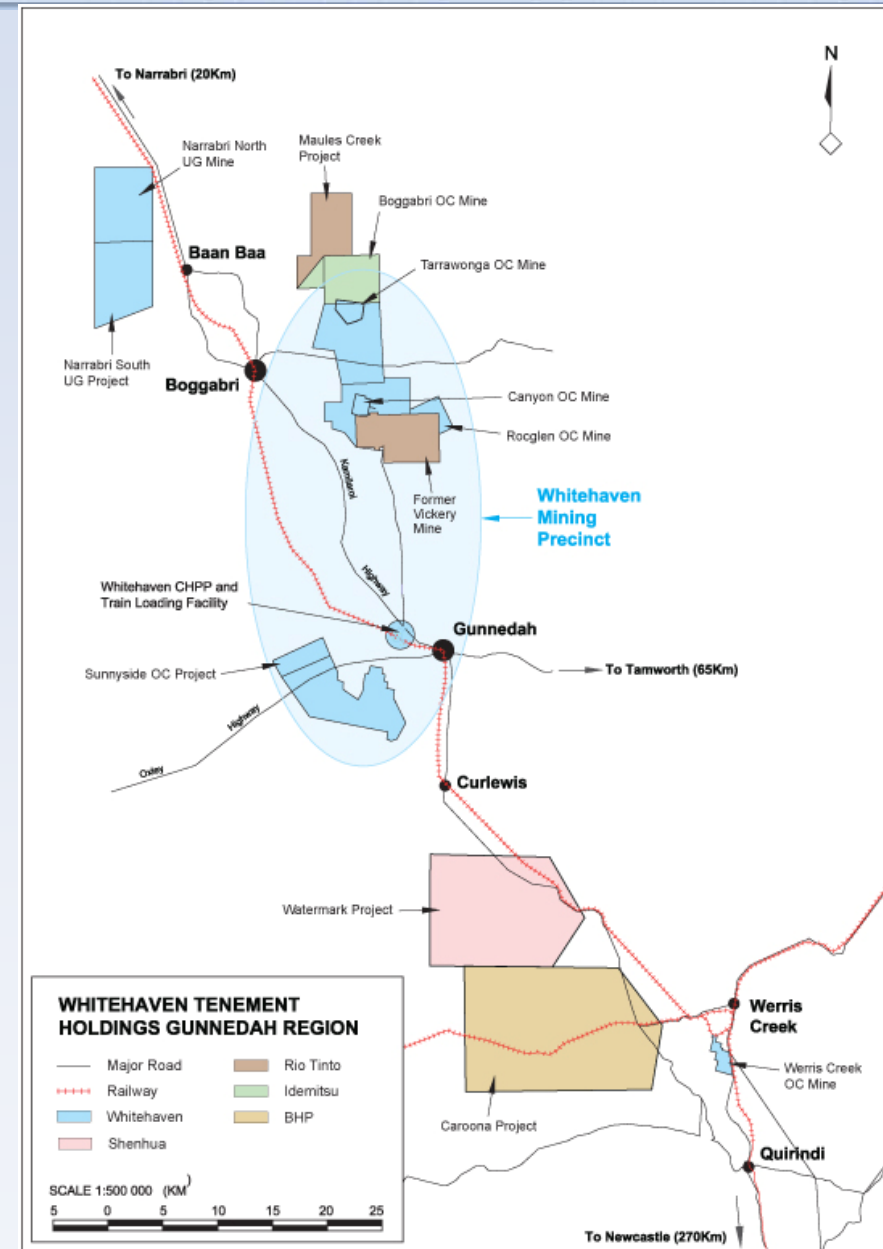 N
To Narrabri (20Km)
Narrabri North
UG Mine
Maules Creek
Project
Boggabri OC Mine
Baan Baa
Tarrawonga OC Mine
Narrabri South
UG Project
Boggabri
Canyon OC Mine
Rocglen OC Mine
Kamilaroi
Former
Vickery
Mine
Whitehaven
Mining
Precinct
Highway
Whitehaven CHPP and
Train Loading Facility
Gunnedah
To Tamworth (65Km)
Sunnyside OC Project
Highway
Oxley
Curlewis
Watermark Project
Werris
Creek
Werris Creek
OC Mine
Caroona Project
Quirindi
To Newcastle (270Km)
WHITEHAVEN TENEMENT
HOLDINGS GUNNEDAH REGION
Major Road
Rio Tinto
Railway
Idemitsu
Whitehaven
BHP
Shenhua
SCALE 1:500 000 (KM)
5 0 5 10 15 20 25